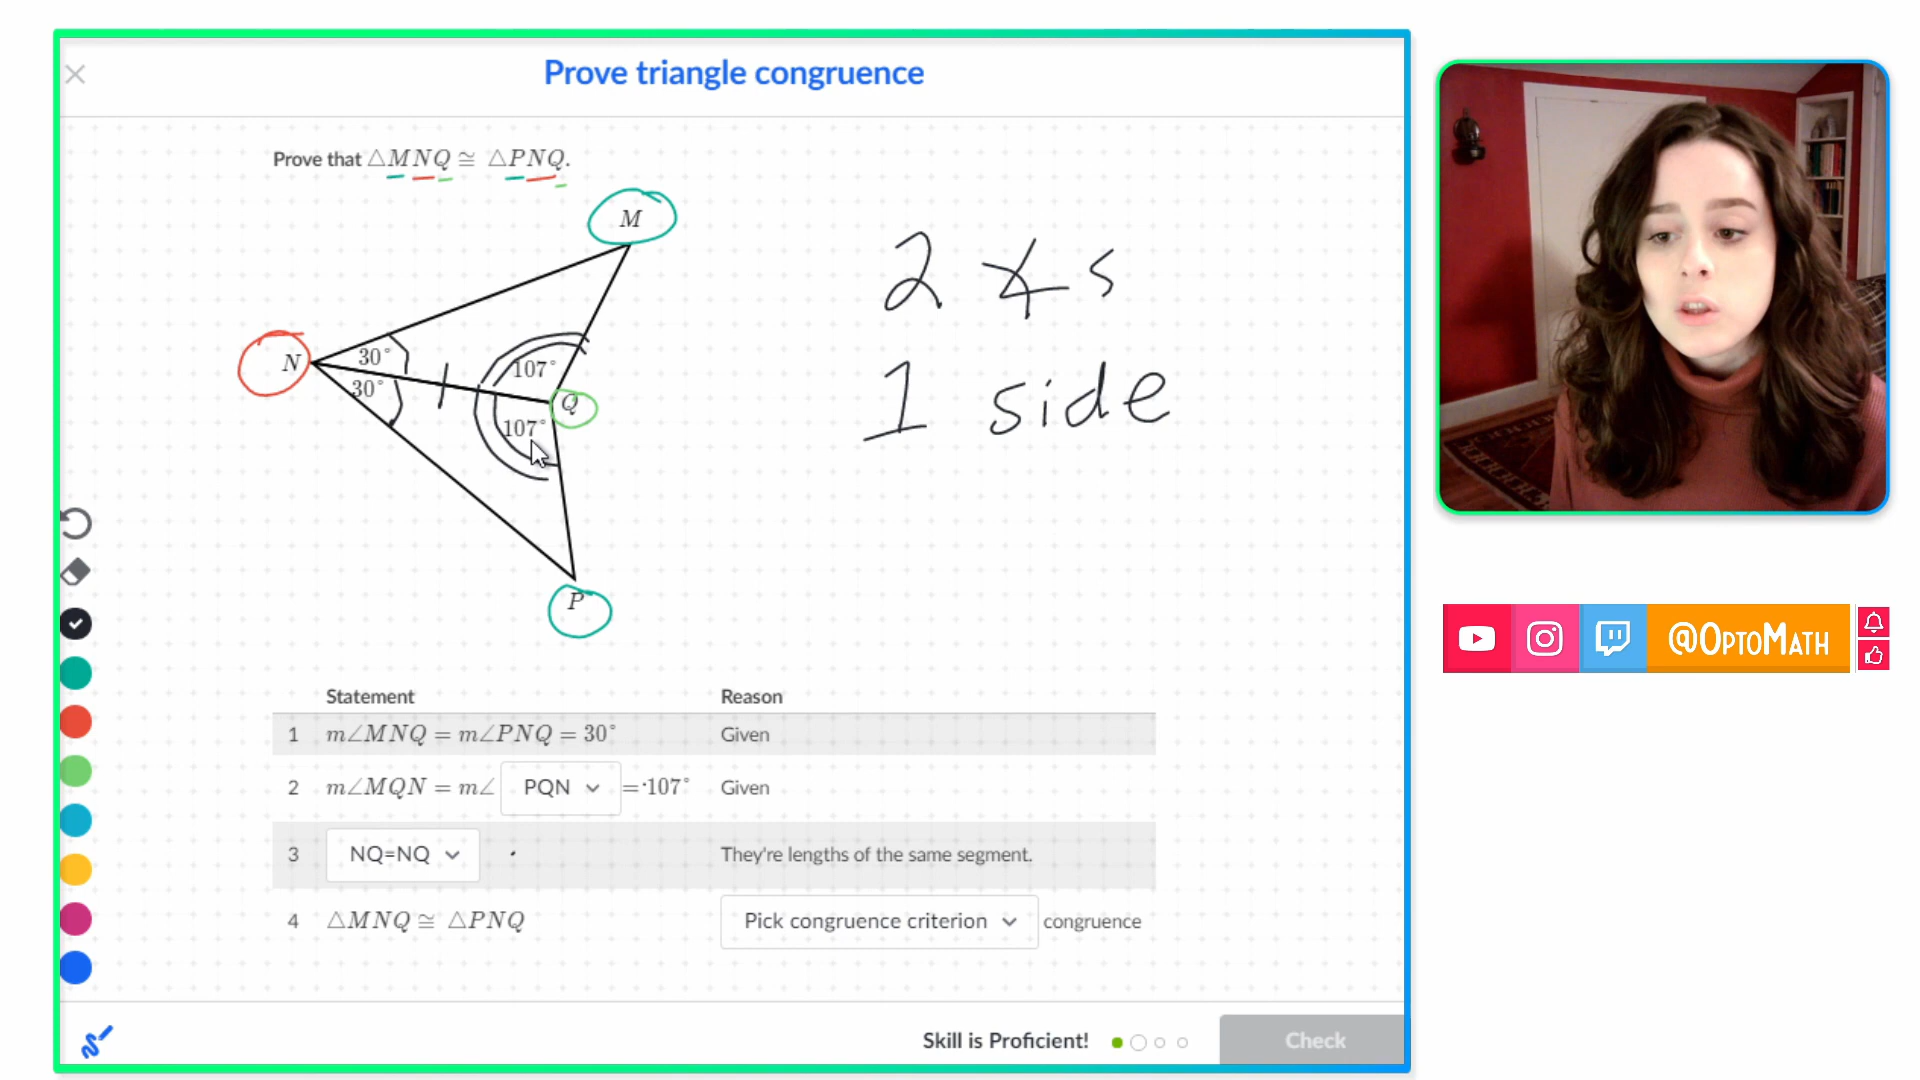 Prove triangle congruence
Prove that △MNQ ≅ △PNQ.
M
2 ∡s
N
30°
30°
107°
Q
107°
1 side
P
Statement Reason
1 m∠MNQ = m∠PNQ = 30° Given
2 m∠MQN = m∠ PQN = 107° Given
3 NQ=NQ They're lengths of the same segment.
4 △MNQ ≅ △PNQ Pick congruence criterion congruence
Skill is Proficient!
Check
@OptoMath